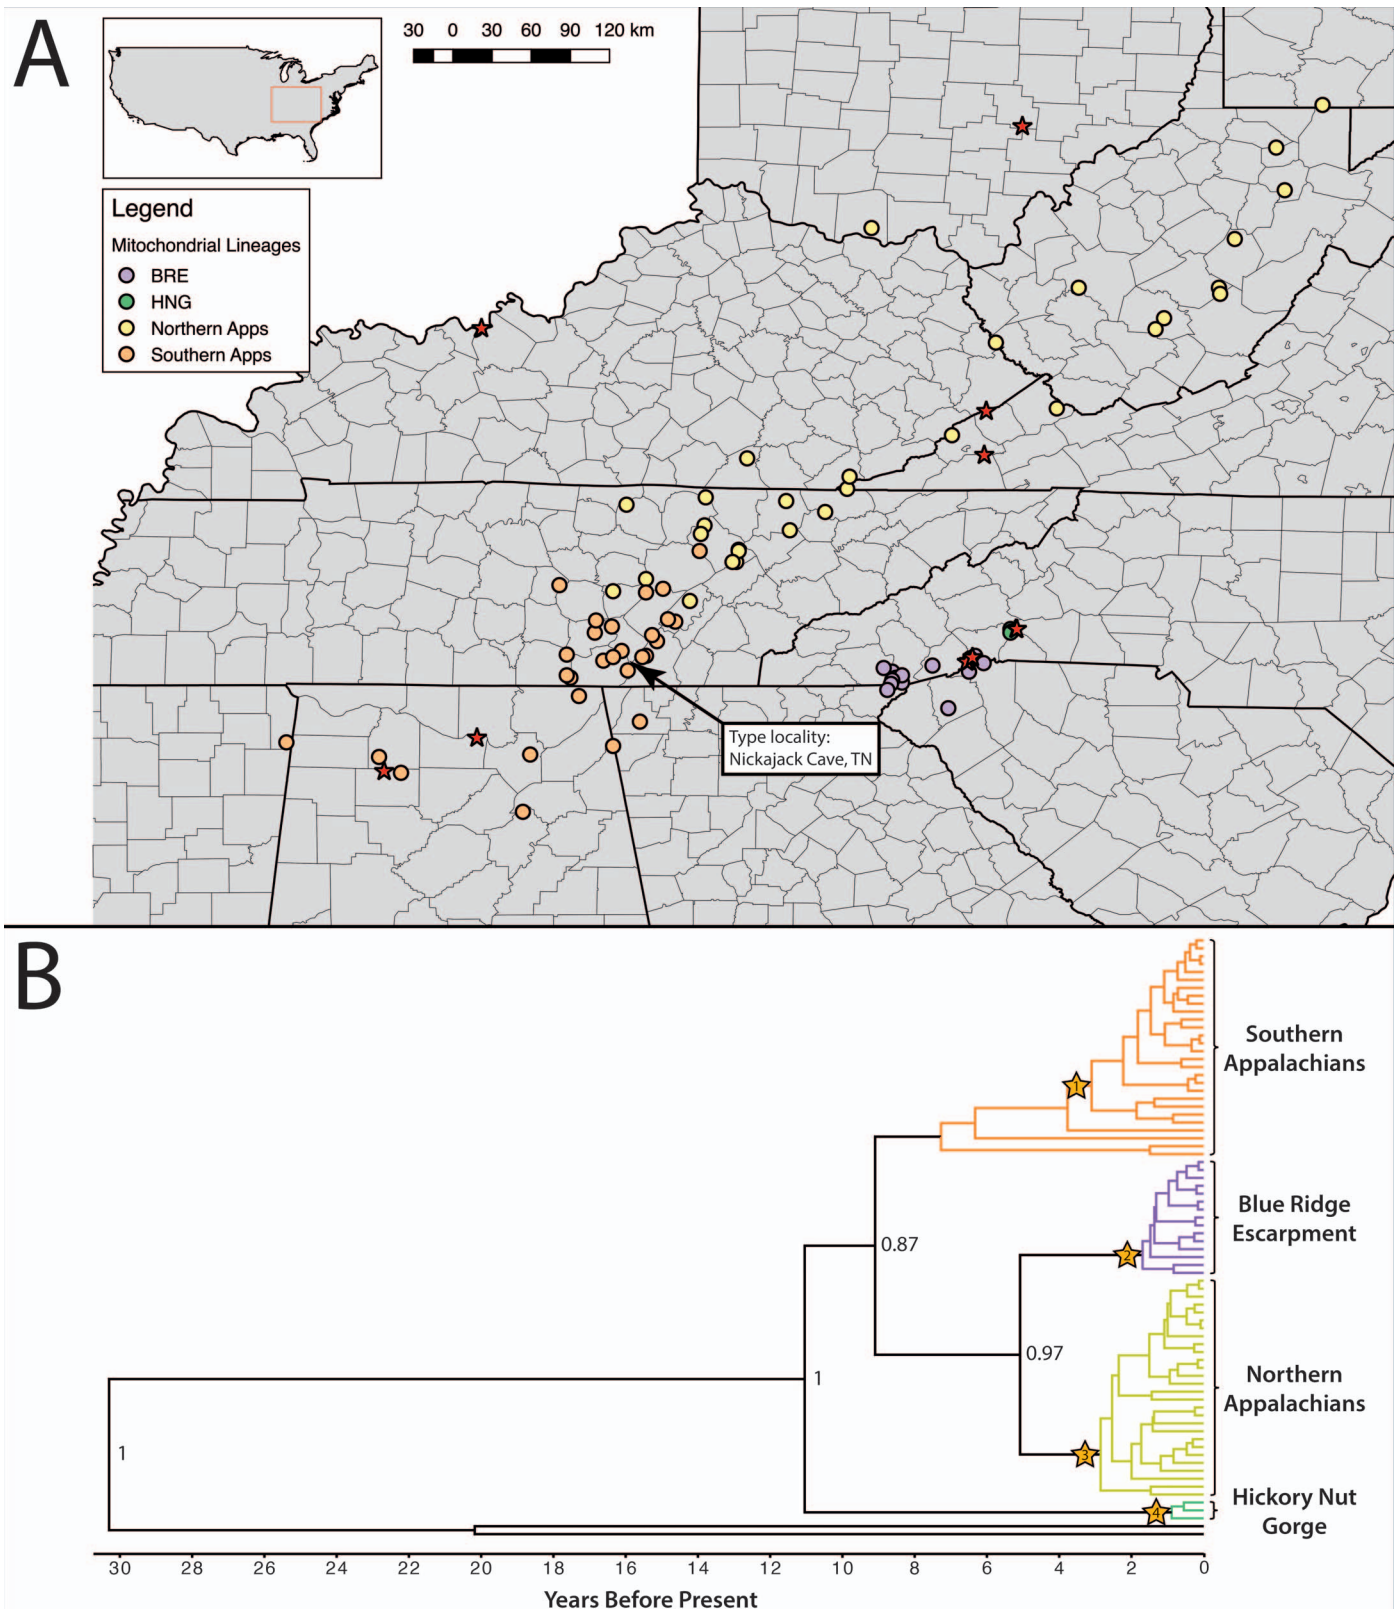 A
30 0 30 60 90 120 km
Legend
Mitochondrial Lineages
BRE
HNG
Northern Apps
Southern Apps
Type locality:
Nickajack Cave, TN
B
Southern
Appalachians
1
Blue Ridge
Escarpment
0.87
2
0.97
Northern
Appalachians
1
1
3
Hickory Nut
Gorge
4
30 28 26 24 22 20 18 16 14 12 10 8 6 4 2 0
Years Before Present